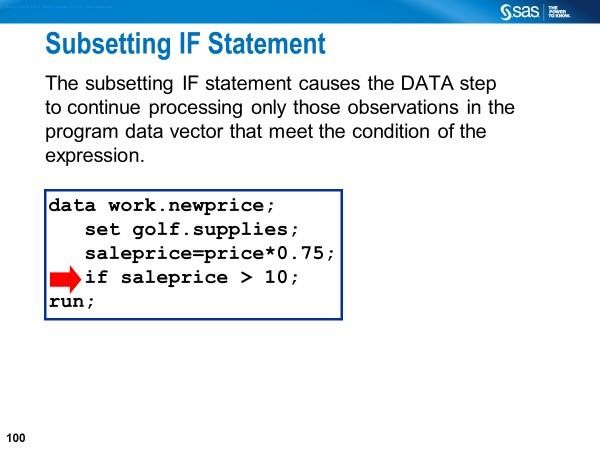 sas THE POWER TO KNOW.
Subsetting IF Statement
The subsetting IF statement causes the DATA step
to continue processing only those observations in the
program data vector that meet the condition of the
expression.
data work.newprice;
set golf.supplies;
saleprice=price*0.75;
if saleprice > 10;
run;
100